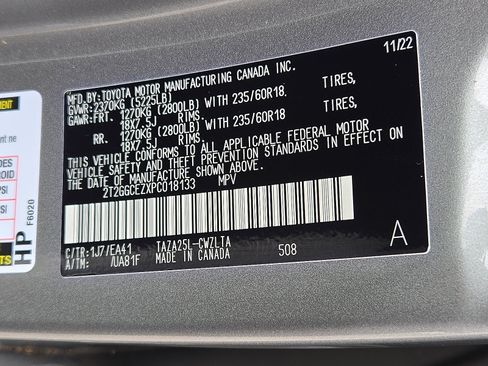 11/22
MFD.BY:TOYOTA MOTOR MANUFACTURING CANADA INC.
GVWR:2370KG (5225LB)
GAWR:FRT. 1270KG (2800LB) WITH 235/60R18. TIRES,
18X7.5J RIMS.
RR. 1270KG (2800LB) WITH 235/60R18 TIRES,
18X7.5J RIMS.
THIS VEHICLE CONFORMS TO ALL APPLICABLE FEDERAL MOTOR
VEHICLE SAFETY AND THEFT PREVENTION STANDARDS IN EFFECT
ON THE DATE OF MANUFACTURE SHOWN ABOVE.
2T2GGCEZXPC018133 MPV
C/TR:1J7/EA41 TAZA25L-CWZLTA
A/TM: /UA81F MADE IN CANADA 508
A
HP
F6020